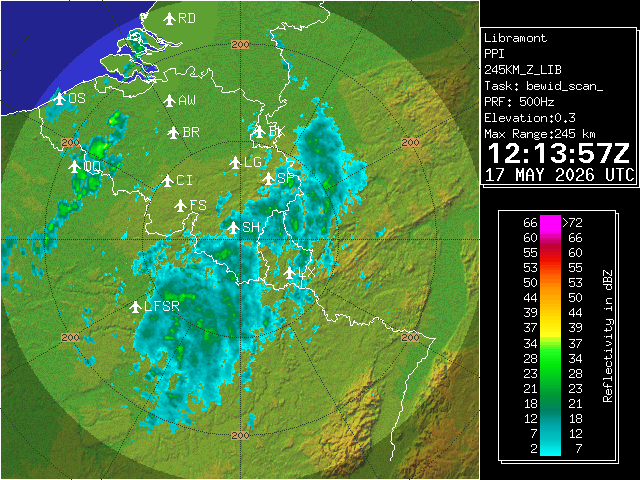 RD
200
OS
AW
BR
BK
200
200
QQ
LG
CI
SP
FS
SH
LX
LFSR
200
200
200
Libramont
PPI
245KM_Z_LIB
Task: bewid_scan_
PRF: 500Hz
Elevation:0.3
Max Range:245 km
12:13:57Z
17 MAY 2026 UTC
66 >72
60 66
55 60
53 55
50 53
44 50
39 44
37 39
34 37
28 34
23 28
21 23
18 21
12 18
7 12
2 7
Reflectivity in dBZ